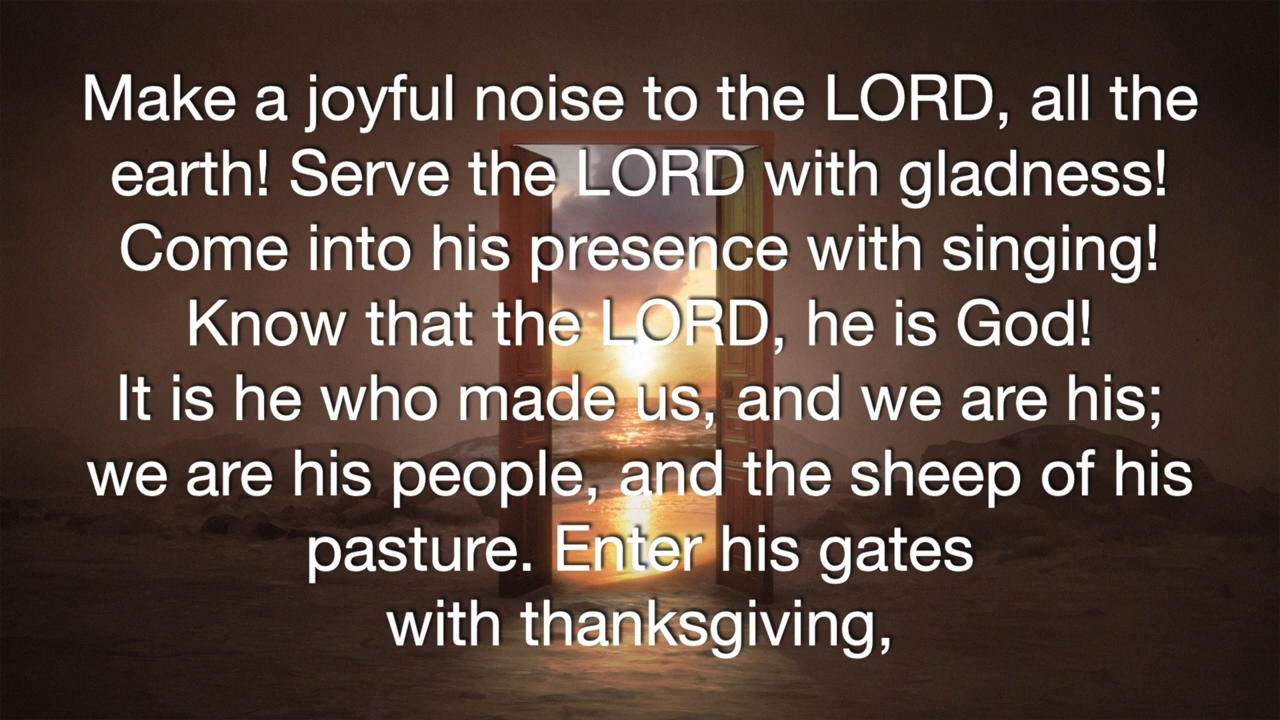 Make a joyful noise to the LORD, all the
earth! Serve the LORD with gladness!
Come into his presence with singing!
Know that the LORD, he is God!
It is he who made us, and we are his;
we are his people, and the sheep of his
pasture. Enter his gates
with thanksgiving,